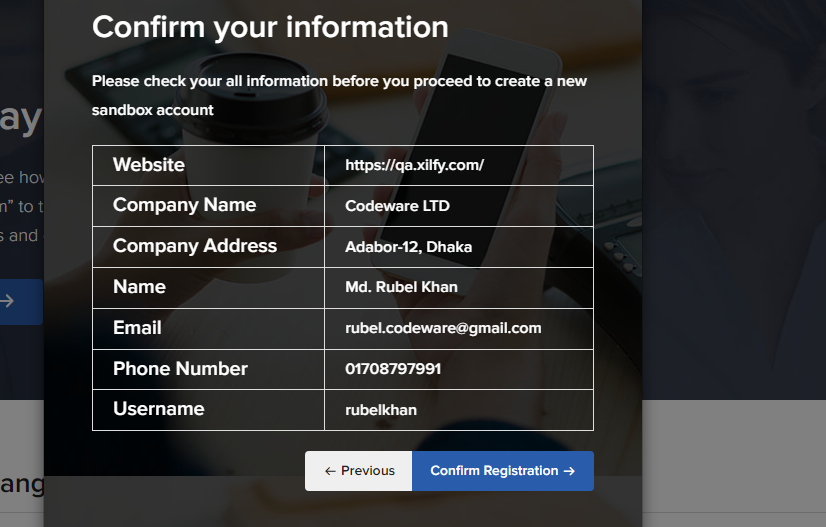 Confirm your information
Please check your all information before you proceed to create a new
sandbox account
Website https://qa.xilfy.com/
Company Name Codeware LTD
Company Address Adabor-12, Dhaka
Name Md. Rubel Khan
Email rubel.codeware@gmail.com
Phone Number 01708797991
Username rubelkhan
← Previous Confirm Registration →